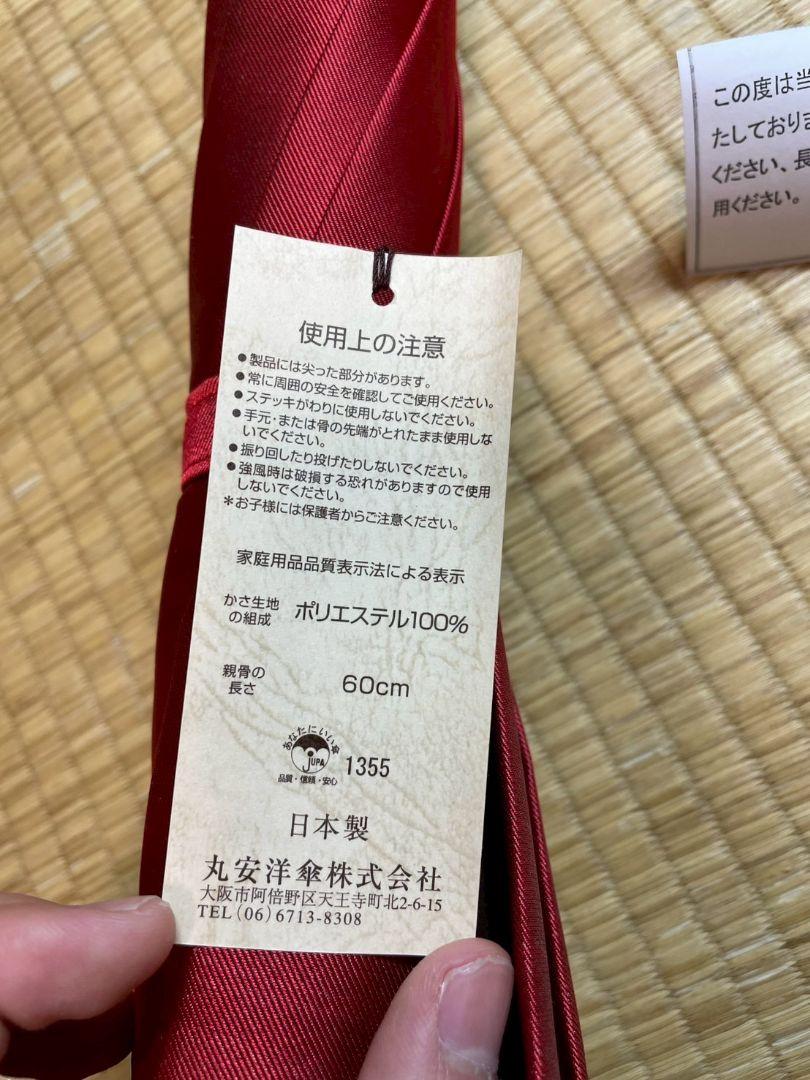 使用上の注意
●製品には尖った部分があります。
●常に周囲の安全を確認してご使用ください。
●ステッキがわりに使用しないでください。
●手元・または骨の先端がとれたまま使用しな
いでください。
●振り回したり投げたりしないでください。
●強風時は破損する恐れがありますので使用
しないでください。
＊お子様には保護者からご注意ください。
家庭用品品質表示法による表示
かさ生地
の組成
ポリエステル100%
親骨の
長さ
60cm
あなたにいい傘
JUPA
品質・信頼・安心
1355
日本製
丸安洋傘株式会社
大阪市阿倍野区天王寺町北2-6-15
TEL(06)6713-8308
この度は当
たしておりま
ください、長
用ください。